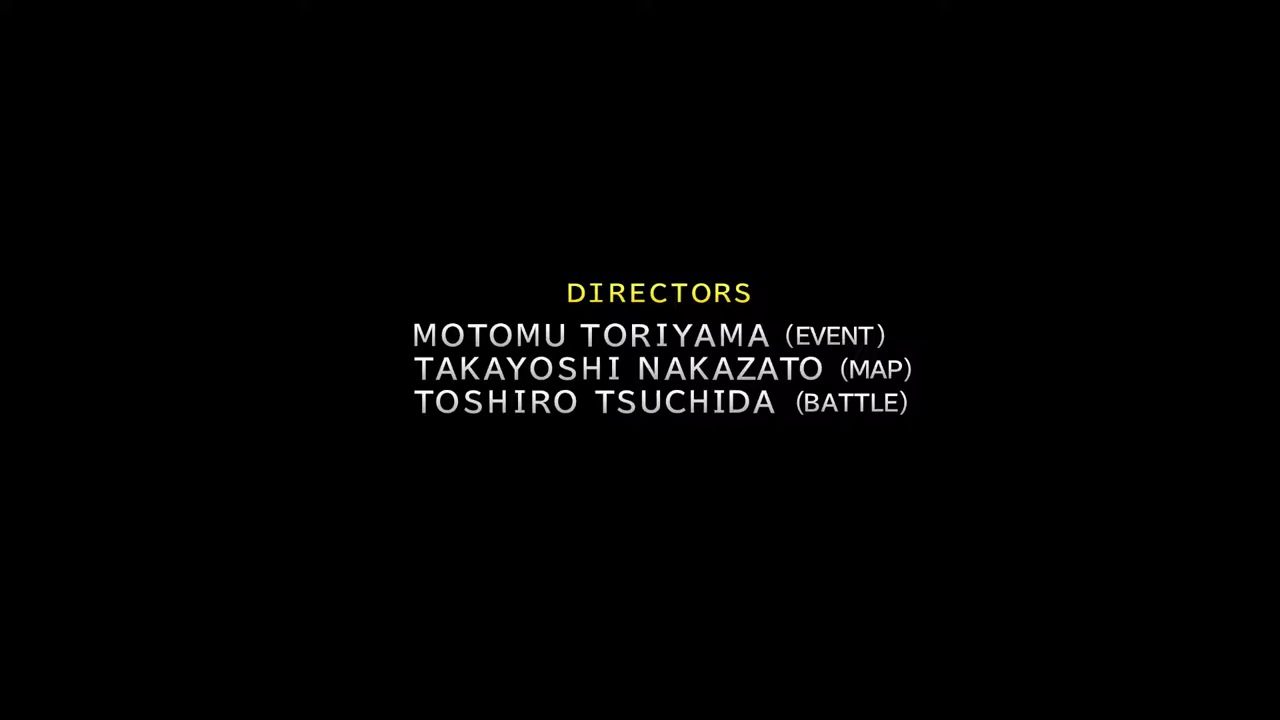 DIRECTORS
MOTOMU TORIYAMA (EVENT)
TAKAYOSHI NAKAZATO (MAP)
TOSHIRO TSUCHIDA (BATTLE)